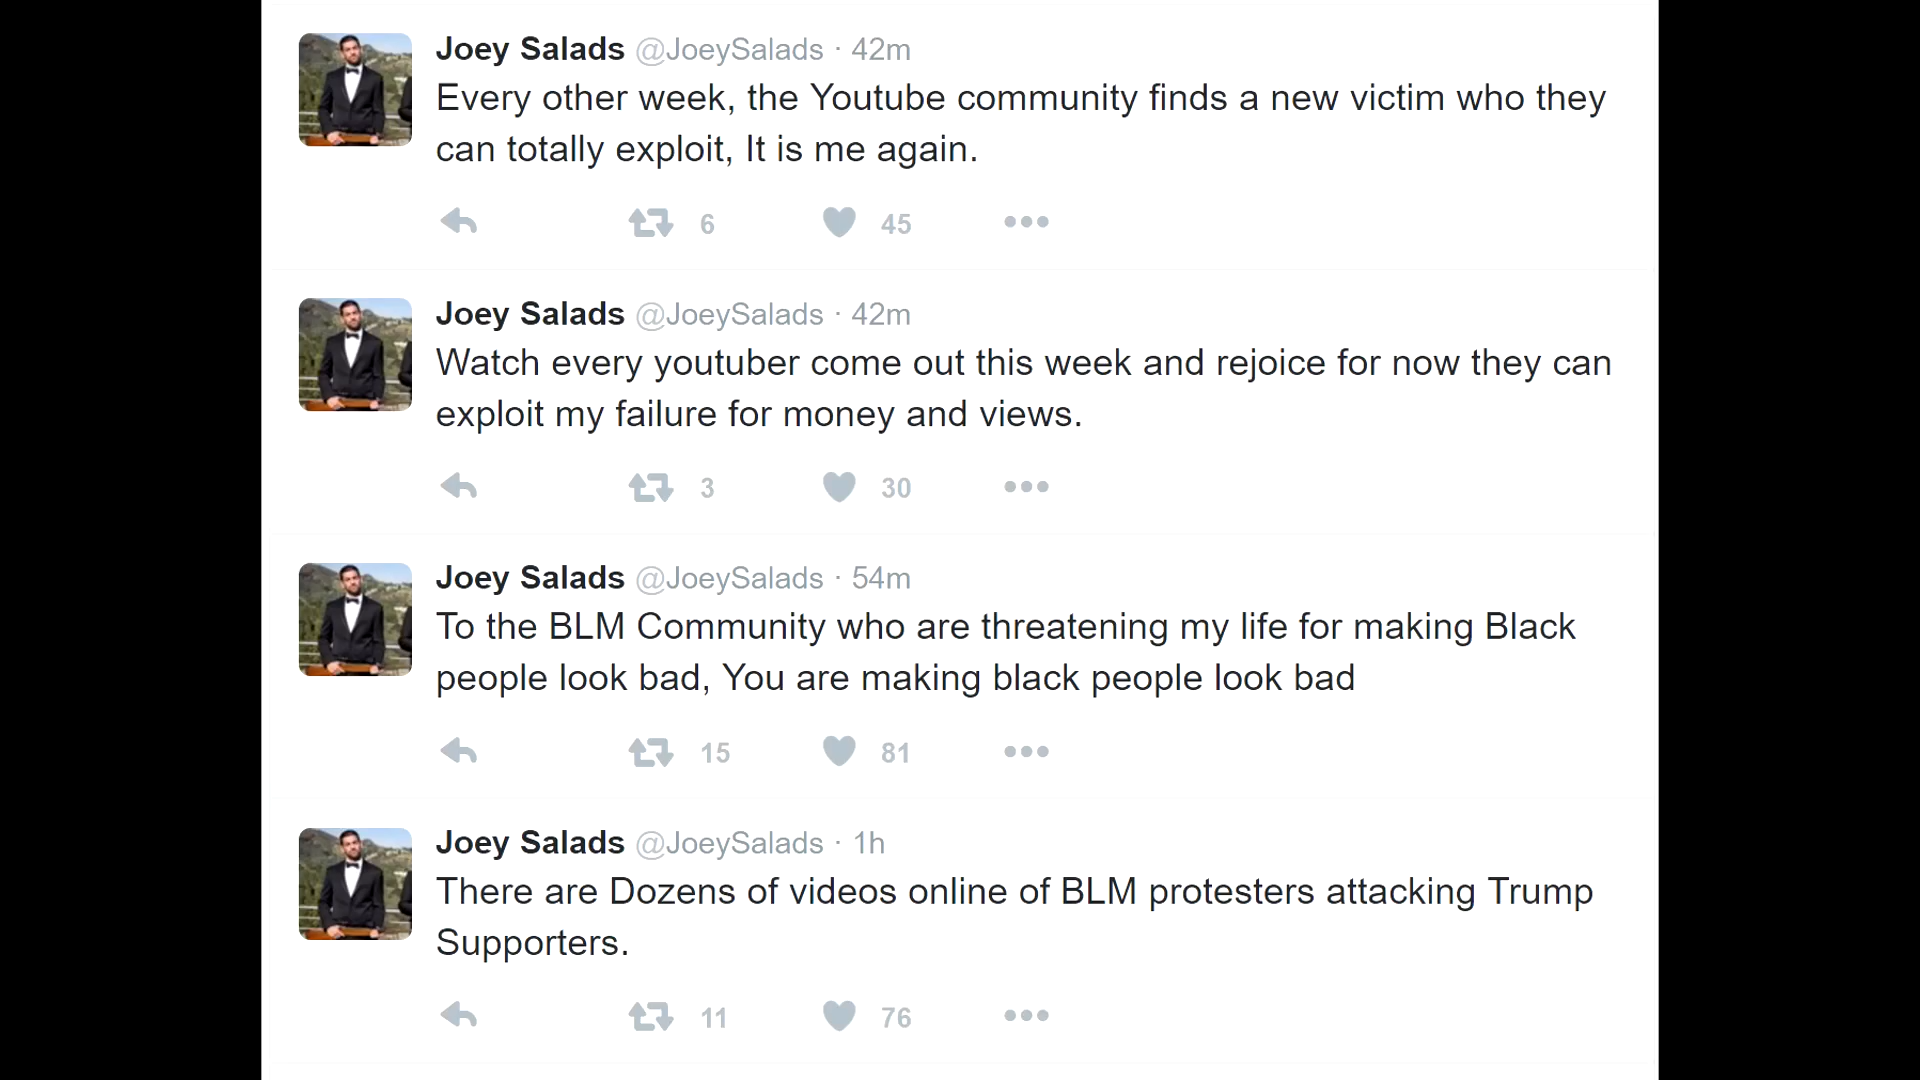 Joey Salads @JoeySalads · 42m
Every other week, the Youtube community finds a new victim who they
can totally exploit, It is me again.
6 45
Joey Salads @JoeySalads · 42m
Watch every youtuber come out this week and rejoice for now they can
exploit my failure for money and views.
3 30
Joey Salads @JoeySalads · 54m
To the BLM Community who are threatening my life for making Black
people look bad, You are making black people look bad
15 81
Joey Salads @JoeySalads · 1h
There are Dozens of videos online of BLM protesters attacking Trump
Supporters.
11 76